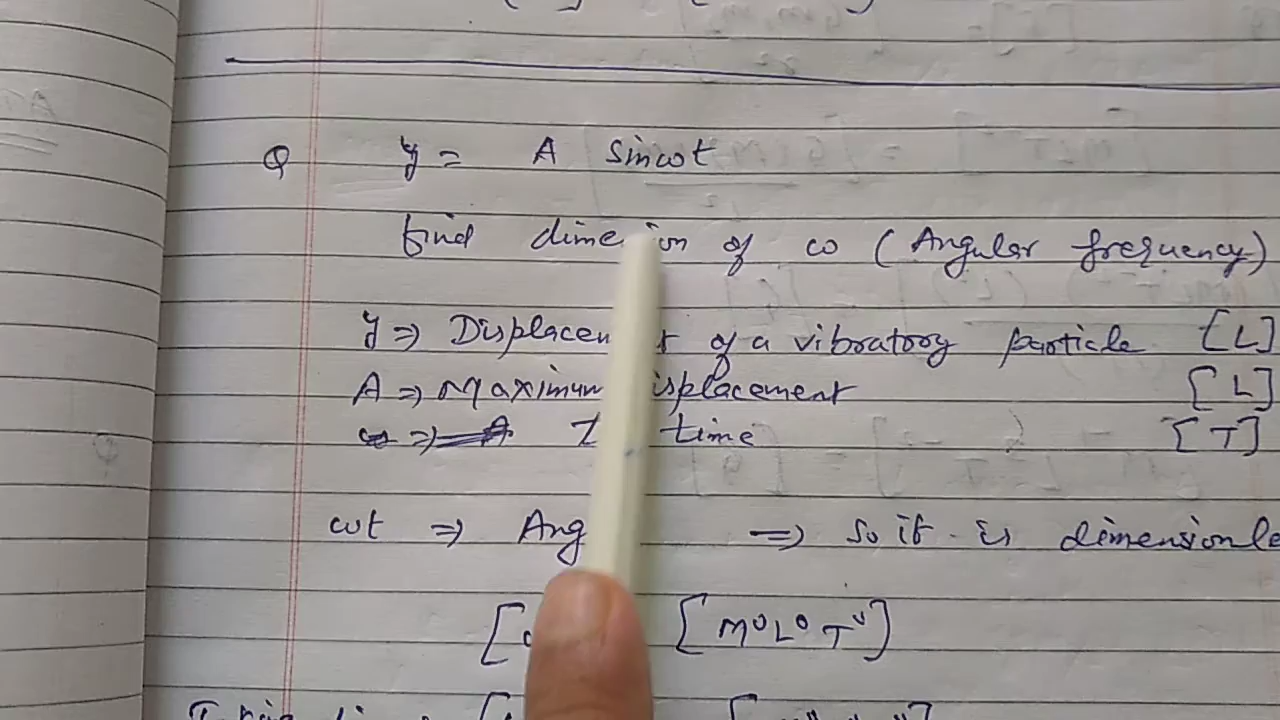 Q y = A sinωt
find dime in of ω (Angular frequency)
y ⇒ Displacem t of a vibratory particle [L]
A ⇒ Maximum isplacement [L]
⇒ time [T]
ωt ⇒ Ang ⇒ So it is dimensionle
[ [M⁰L⁰T⁰]